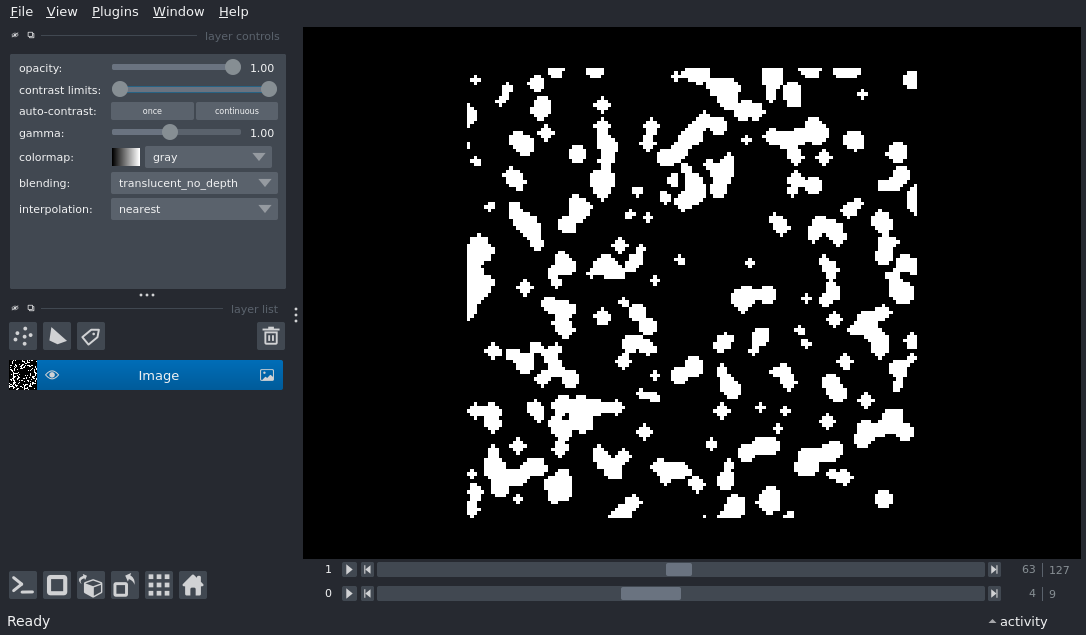 File View Plugins Window Help
layer controls
opacity: 1.00
contrast limits:
auto-contrast: once continuous
gamma: 1.00
colormap: gray
blending: translucent_no_depth
interpolation: nearest
layer list
Image
1 63 127
0 4 9
Ready activity